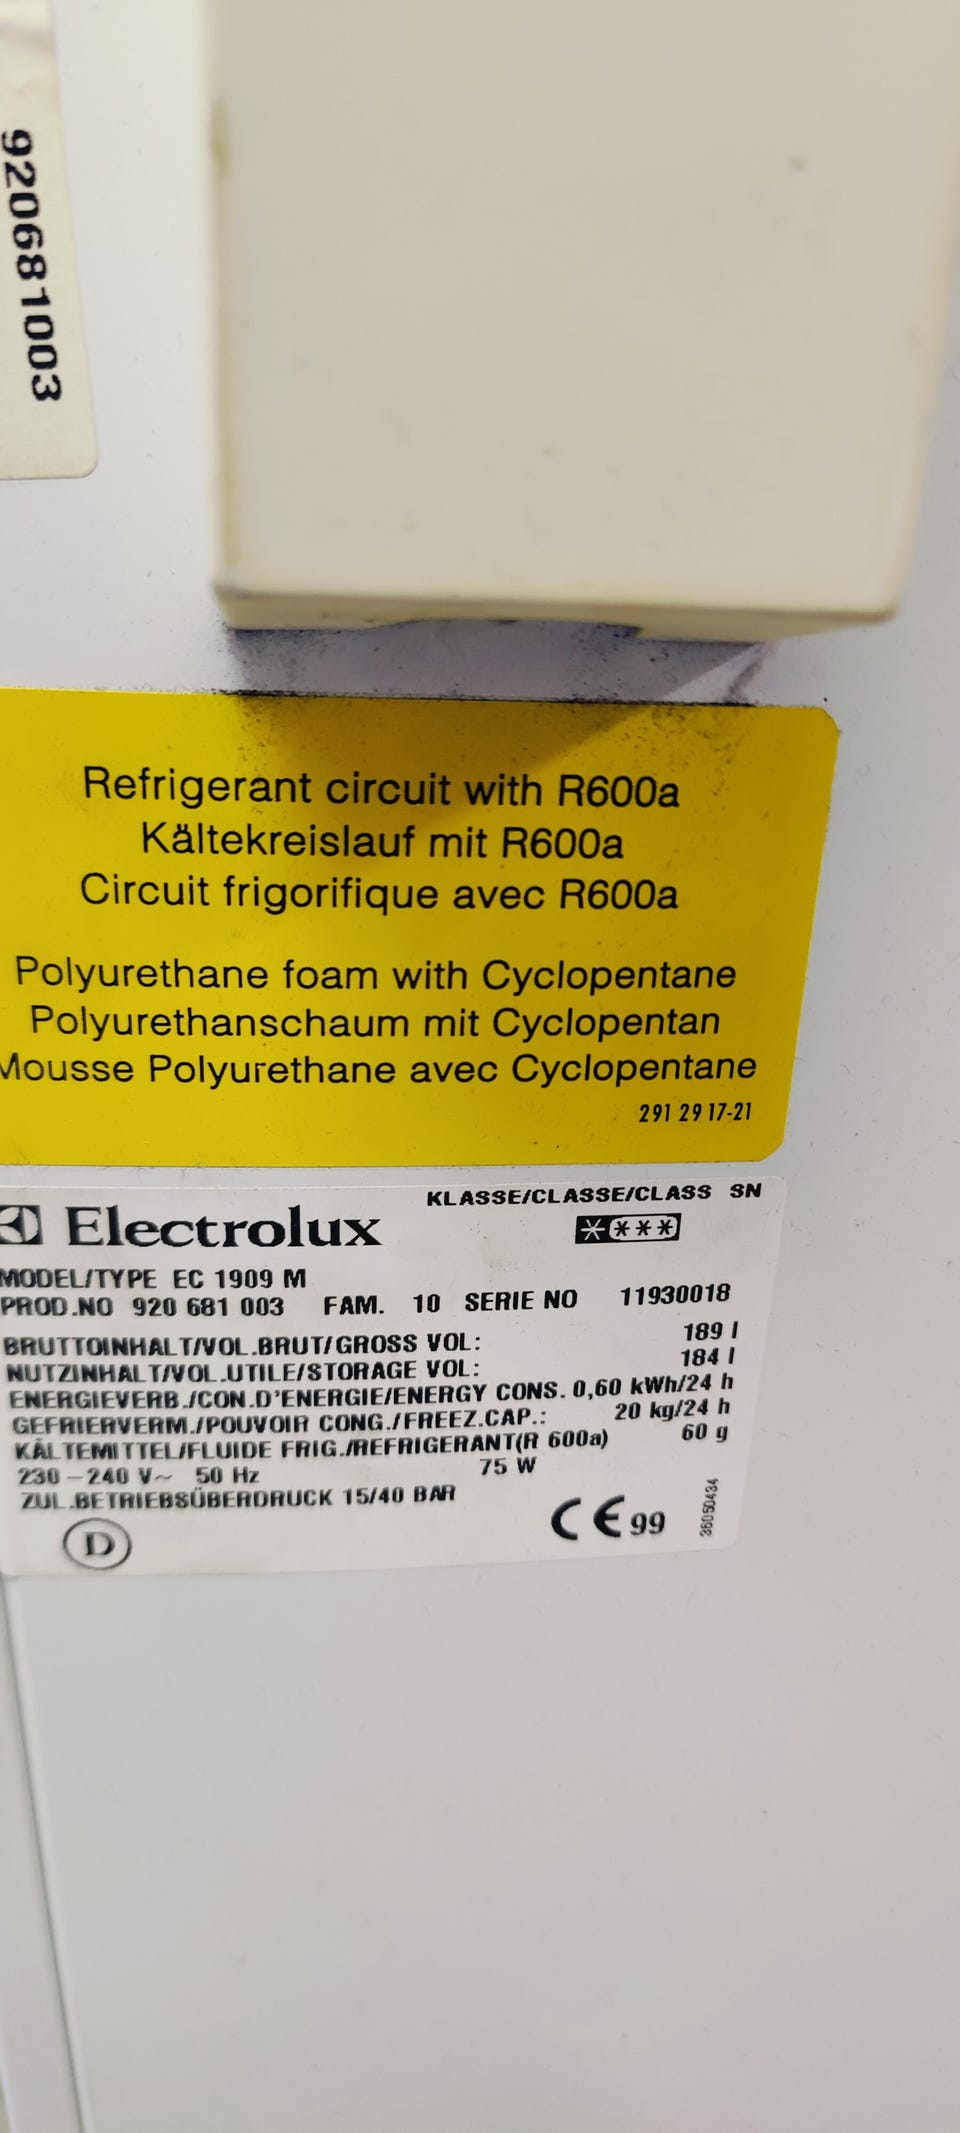 920681003
Refrigerant circuit with R600a
Kältekreislauf mit R600a
Circuit frigorifique avec R600a
Polyurethane foam with Cyclopentane
Polyurethanschaum mit Cyclopentan
Mousse Polyurethane avec Cyclopentane
291 29 17-21
KLASSE/CLASSE/CLASS SN
Electrolux ****
MODEL/TYPE EC 1909 M
PROD.NO 920 681 003 FAM. 10 SERIE NO 11930018
BRUTTOINHALT/VOL.BRUT/GROSS VOL: 189 l
NUTZINHALT/VOL.UTILE/STORAGE VOL: 184 l
ENERGIEVERB./CON.D'ENERGIE/ENERGY CONS. 0,60 kWh/24 h
GEFRIERVERM./POUVOIR CONG./FREEZ.CAP.: 20 kg/24 h
KÄLTEMITTEL/FLUIDE FRIG./REFRIGERANT(R 600a) 60 g
230–240 V~ 50 Hz 75 W
ZUL.BETRIEBSÜBERDRUCK 15/40 BAR
D CE 99 36050434